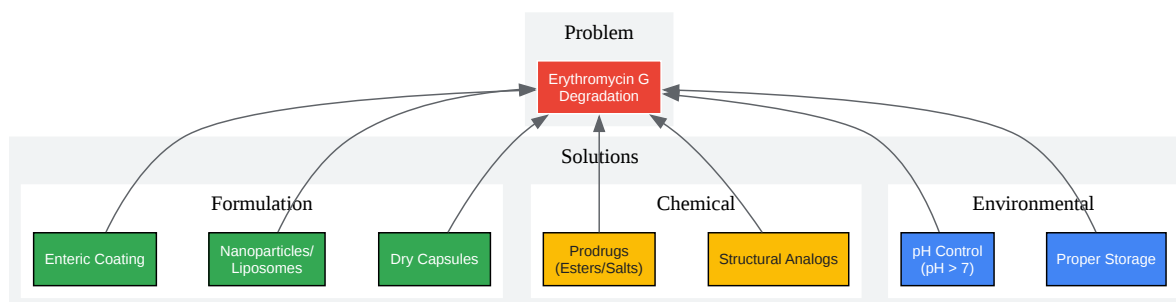 Problem
Erythromycin G
Degradation
Solutions
Formulation
Chemical
Environmental
Enteric Coating
Nanoparticles/
Liposomes
Dry Capsules
Prodrugs
(Esters/Salts)
Structural Analogs
pH Control
(pH > 7)
Proper Storage